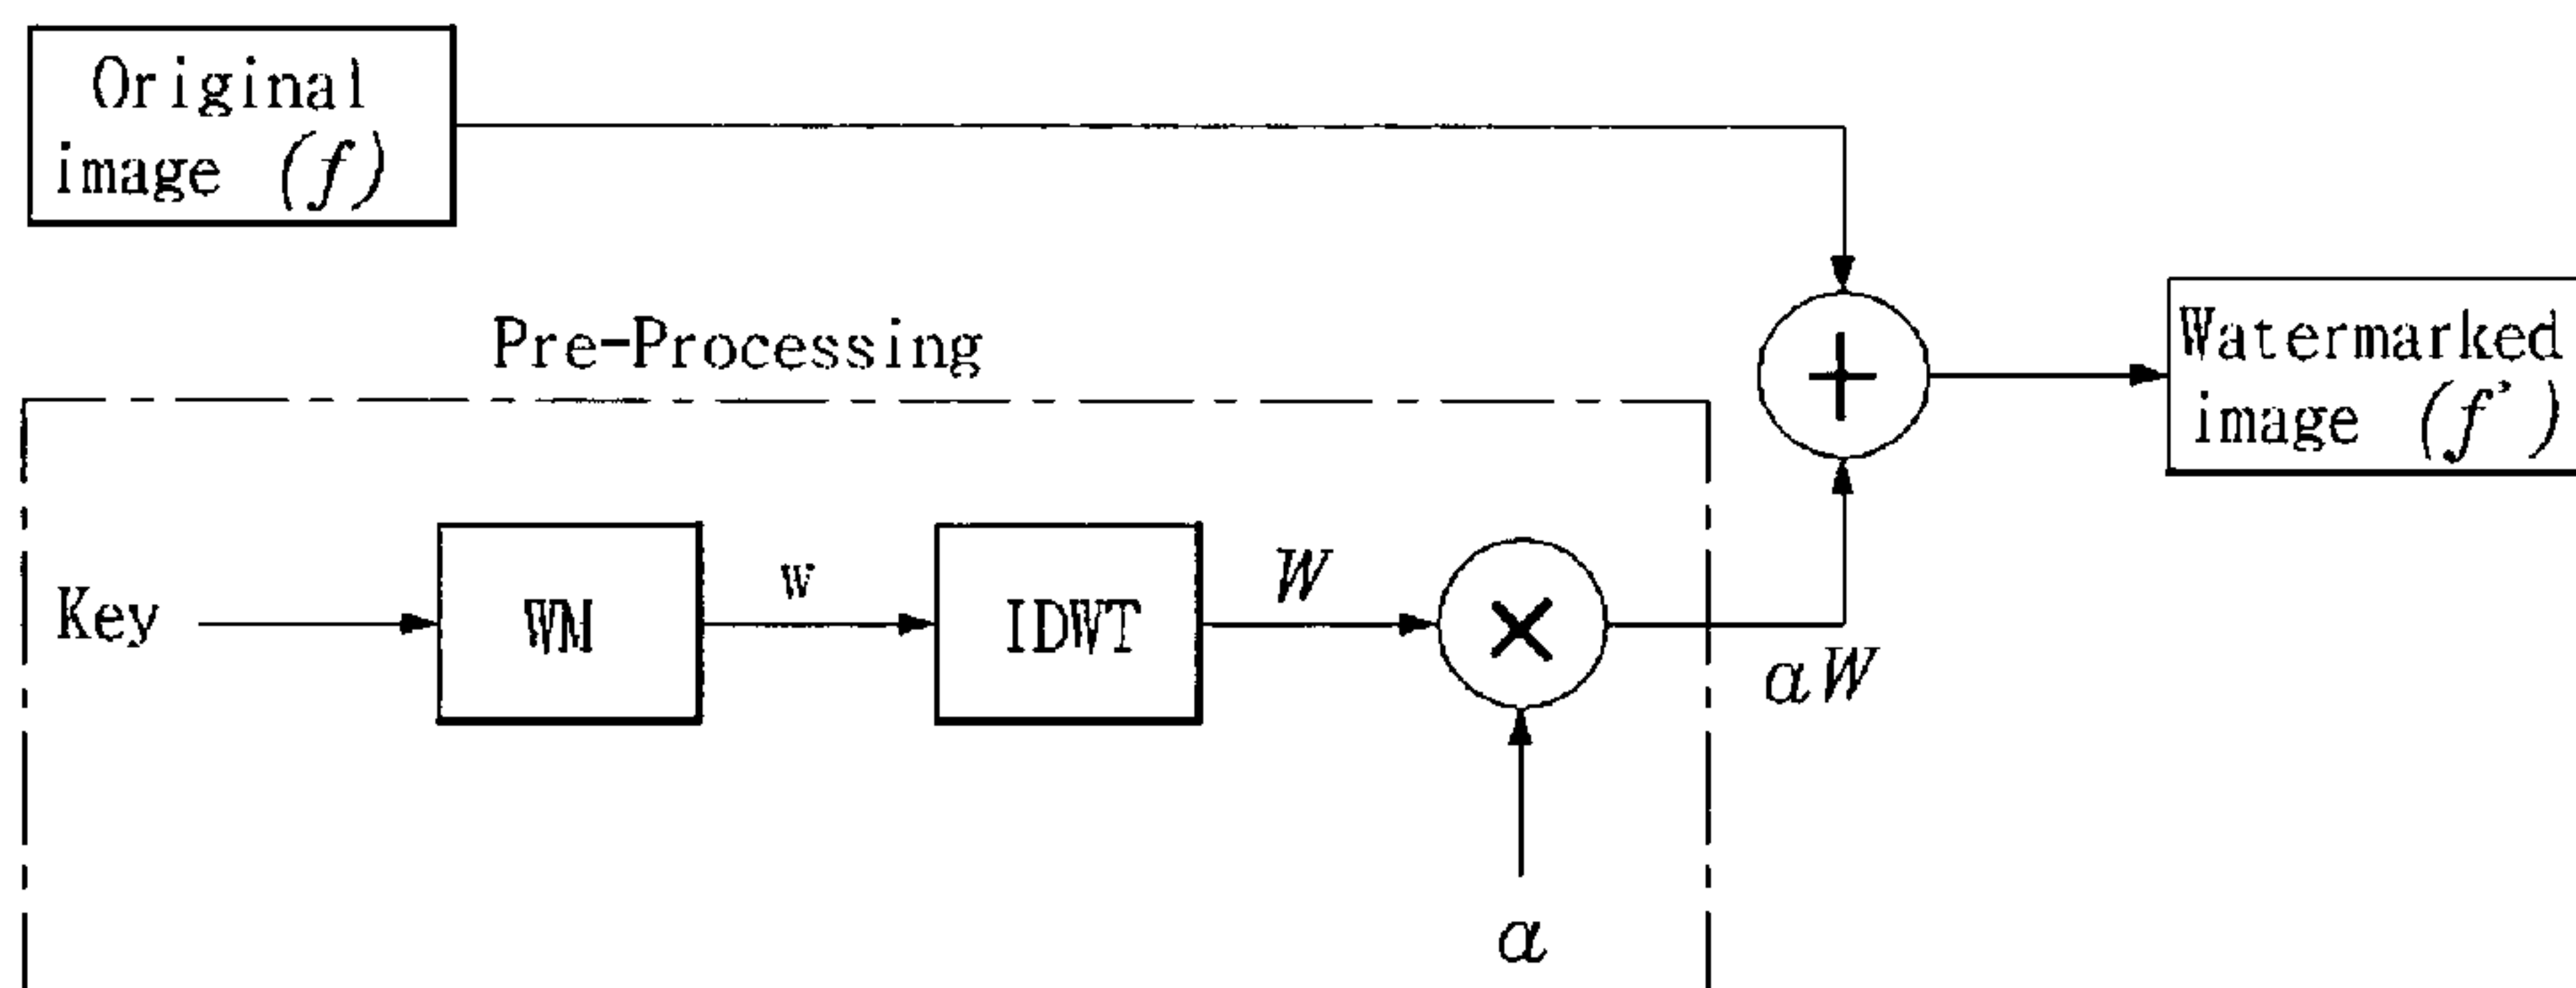 Original
image (f)
Pre-Processing
Watermarked
image (f’)
Key
WM
w
IDWT
W
×
+
αW
α